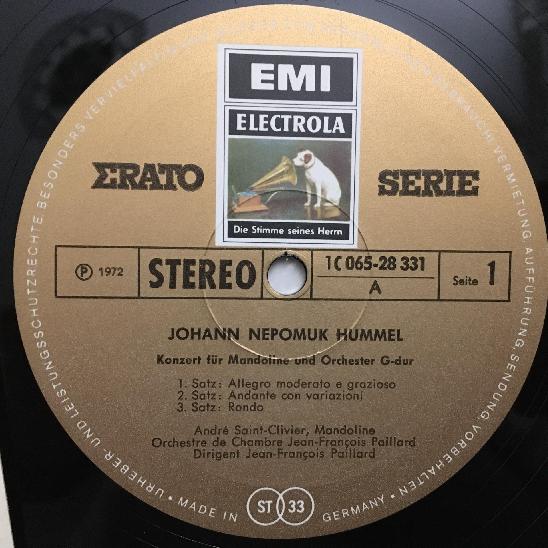 EMI
ELECTROLA
Die Stimme seines Herrn
ERATO SERIE
℗ 1972 STEREO 1C 065-28 331 A Seite 1
JOHANN NEPOMUK HUMMEL
Konzert für Mandoline und Orchester G-dur
1. Satz: Allegro moderato e grazioso
2. Satz: Andante con variazioni
3. Satz: Rondo
André Saint-Clivier, Mandoline
Orchestre de Chambre Jean-François Paillard
Dirigent Jean-François Paillard
URHEBER- UND LEISTUNGSSCHUTZRECHTE, BESONDERS VERVIELFÄLTIGUNG VERMIETUNG, AUFFÜHRUNG, SENDUNG, VORBEHALTEN
• MADE IN ST 33 GERMANY •